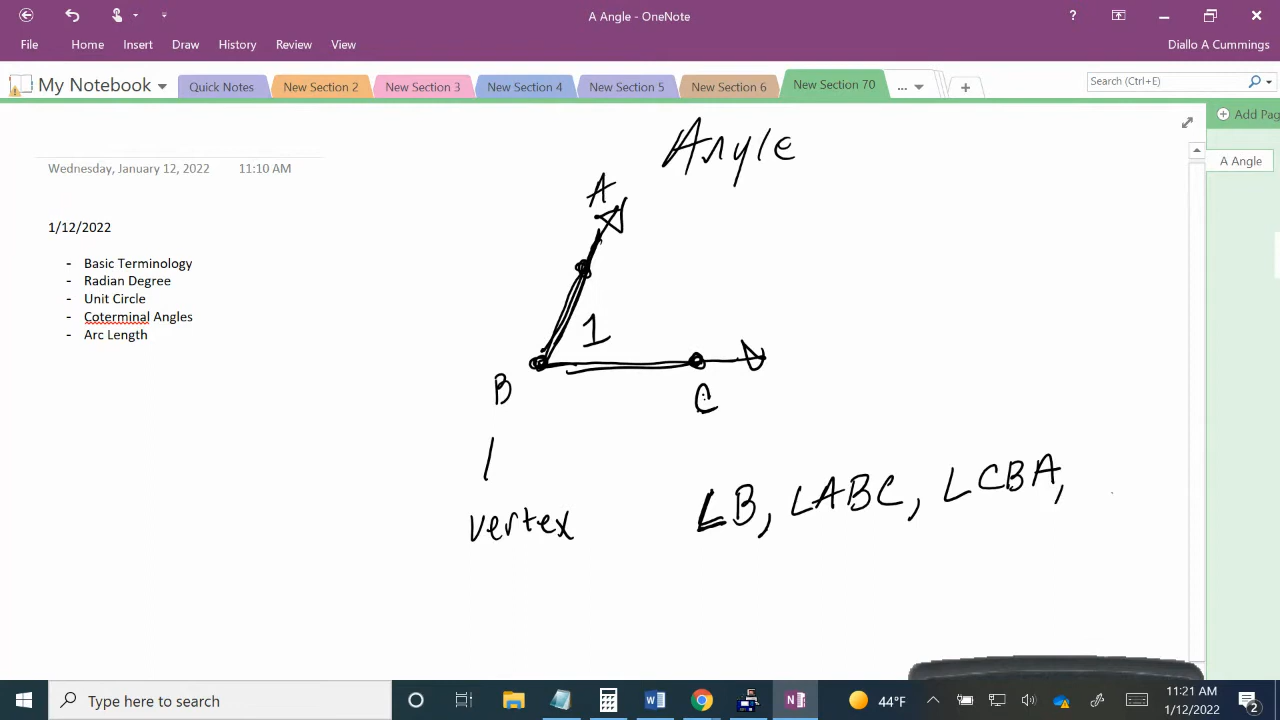 A Angle - OneNote
?
File Home Insert Draw History Review View
Diallo A Cummings
My Notebook
Quick Notes
New Section 2
New Section 3
New Section 4
New Section 5
New Section 6
New Section 70
...
Search (Ctrl+E)
Add Pag
A Angle
Wednesday, January 12, 2022 11:10 AM
1/12/2022
- Basic Terminology
- Radian Degree
- Unit Circle
- Coterminal Angles
- Arc Length
Angle
A
1
B
C
vertex
∠B, ∠ABC, ∠CBA,
Type here to search
44°F
11:21 AM
1/12/2022
2